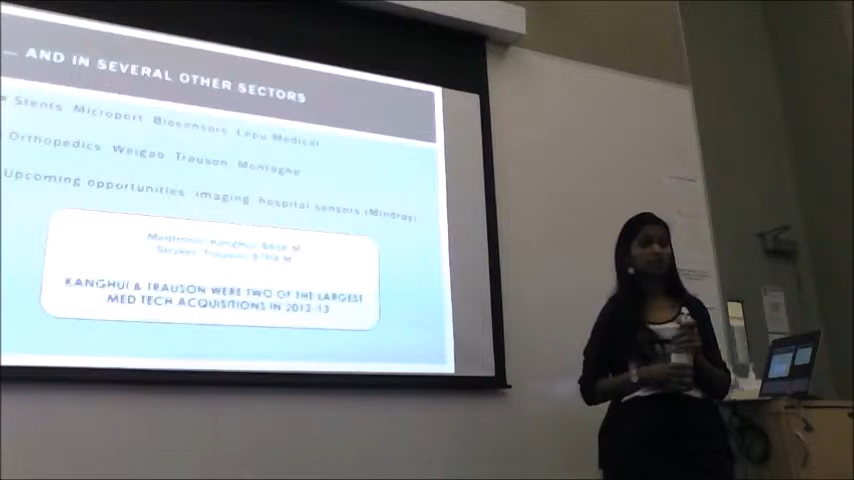 ... AND IN SEVERAL OTHER SECTORS
Stents: Microport, Biosensors, Lepu Medical
Orthopedics: Weigao, Trauson, Montagne
Upcoming opportunities: imaging, hospital sensors (Mindray)
Medtronic: Kanghui
Stryker: Trauson
KANGHUI & TRAUSON WERE TWO OF THE LARGEST
MED TECH ACQUISITIONS IN 2012-13